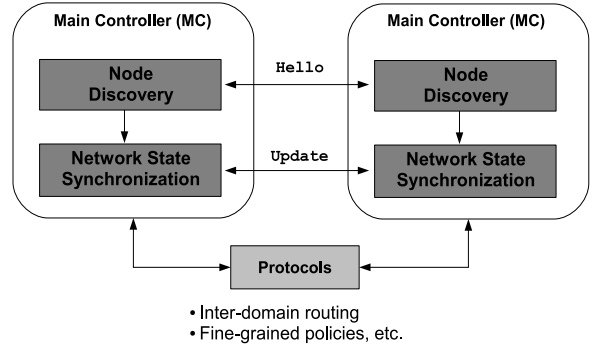 Main Controller (MC)
Main Controller (MC)
Node
Discovery
Hello
Node
Discovery
Network State
Synchronization
Update
Network State
Synchronization
Protocols
• Inter-domain routing
• Fine-grained policies, etc.